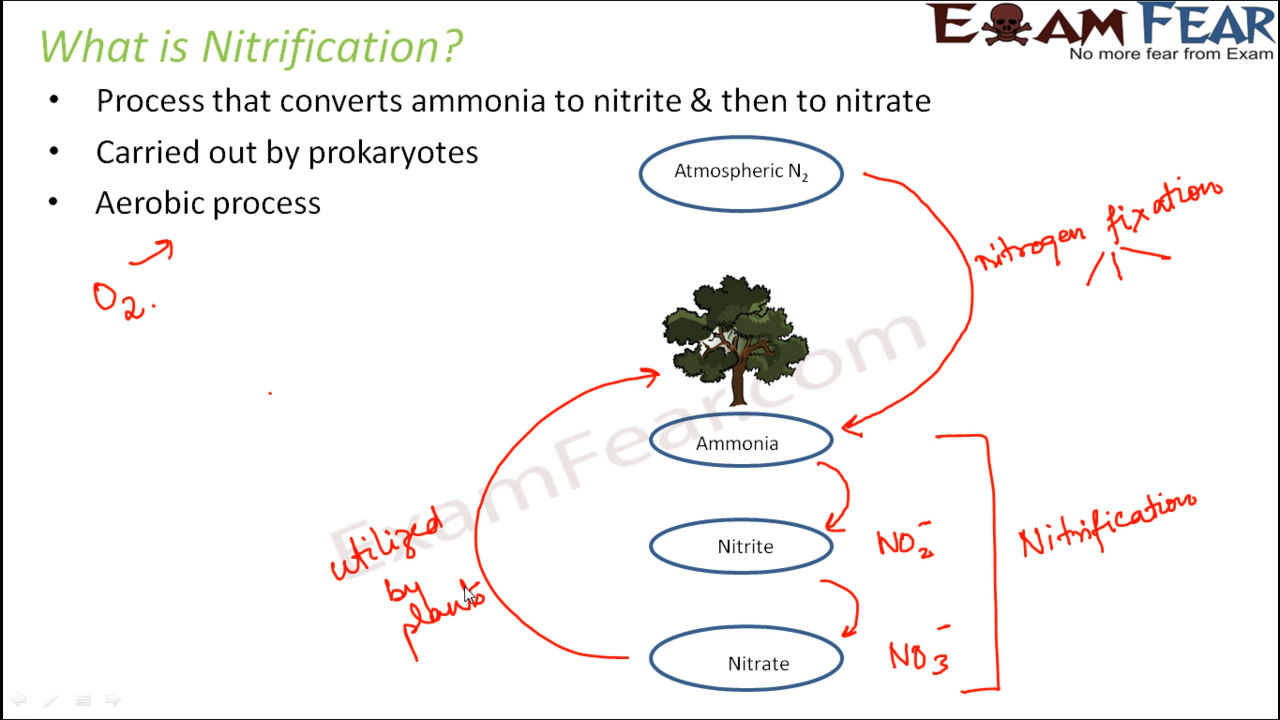 What is Nitrification?
EXAM FEAR
No more fear from Exam
• Process that converts ammonia to nitrite & then to nitrate
• Carried out by prokaryotes
• Aerobic process
O2.
Atmospheric N2
Nitrogen fixation
ExamFear.com
Ammonia
Nitrite
NO2-
Nitrification
utilized
by
plants
Nitrate
NO3-